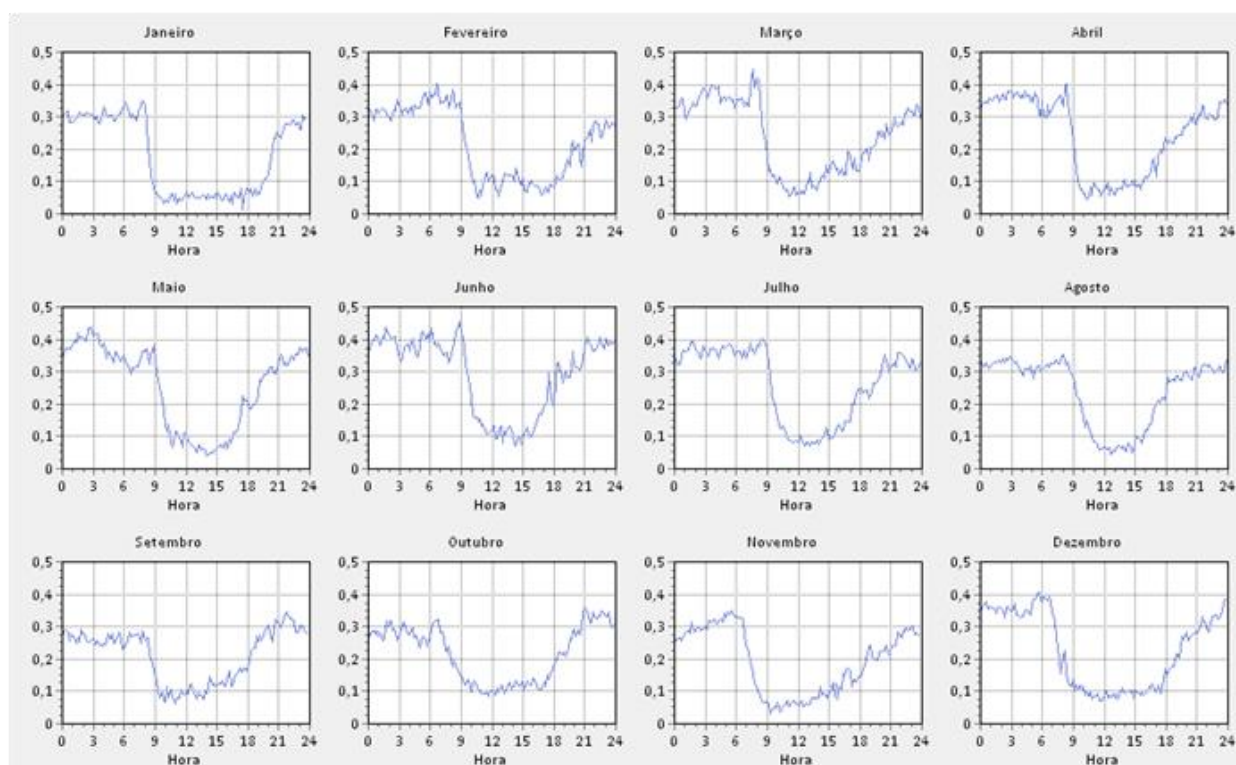 Janeiro Fevereiro Março Abril
0,5 0,5 0,5 0,5
0,4 0,4 0,4 0,4
0,3 0,3 0,3 0,3
0,2 0,2 0,2 0,2
0,1 0,1 0,1 0,1
0 0 0 0
0 3 6 9 12 15 18 21 24 0 3 6 9 12 15 18 21 24 0 3 6 9 12 15 18 21 24 0 3 6 9 12 15 18 21 24
Hora Hora Hora Hora
Maio Junho Julho Agosto
0,5 0,5 0,5 0,5
0,4 0,4 0,4 0,4
0,3 0,3 0,3 0,3
0,2 0,2 0,2 0,2
0,1 0,1 0,1 0,1
0 0 0 0
0 3 6 9 12 15 18 21 24 0 3 6 9 12 15 18 21 24 0 3 6 9 12 15 18 21 24 0 3 6 9 12 15 18 21 24
Hora Hora Hora Hora
Setembro Outubro Novembro Dezembro
0,5 0,5 0,5 0,5
0,4 0,4 0,4 0,4
0,3 0,3 0,3 0,3
0,2 0,2 0,2 0,2
0,1 0,1 0,1 0,1
0 0 0 0
0 3 6 9 12 15 18 21 24 0 3 6 9 12 15 18 21 24 0 3 6 9 12 15 18 21 24 0 3 6 9 12 15 18 21 24
Hora Hora Hora Hora